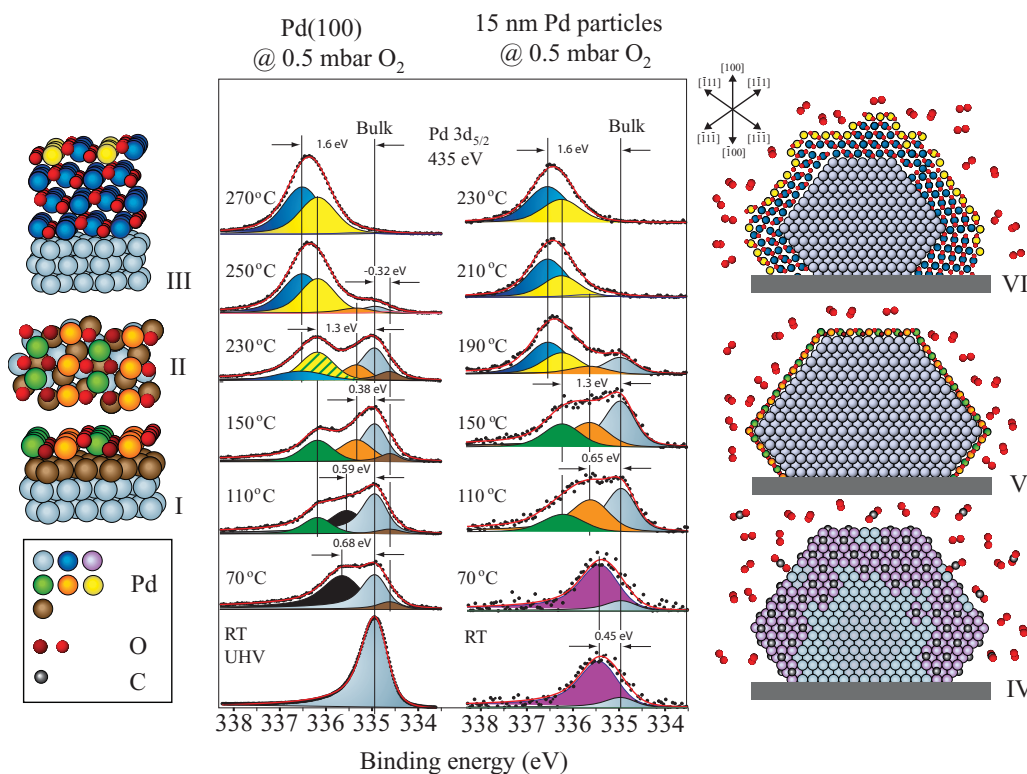 Pd(100)
@ 0.5 mbar O2
15 nm Pd particles
@ 0.5 mbar O2
Bulk
1.6 eV
270°C
250°C
-0.32 eV
1.3 eV
230°C
0.38 eV
150°C
0.59 eV
110°C
0.68 eV
70°C
RT
UHV
338 337 336 335 334
Pd 3d5/2
435 eV
Bulk
1.6 eV
230°C
210°C
190°C
1.3 eV
150°C
0.65 eV
110°C
70°C
0.45 eV
RT
338 337 336 335 334
Binding energy (eV)
III
II
I
Pd
O
C
[100]
[1̄11] [11̄1]
[1̄1̄1̄] [11̄1̄]
[1̄00]
VI
V
IV